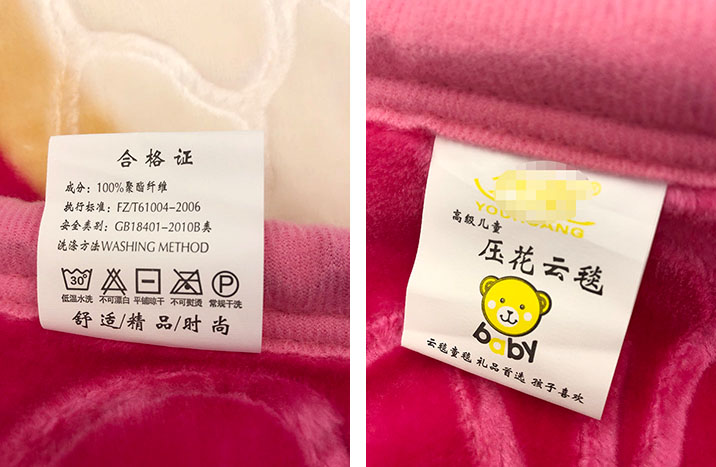 合格证
成分: 100%聚酯纤维
执行标准: FZ/T61004-2006
安全类别: GB18401-2010B类
洗涤方法WASHING METHOD
30°
P
低温水洗 不可漂白 平铺晾干 不可熨烫 常规干洗
舒适/精品/时尚
高级儿童
压花云毯
baby
云毯童毯 礼品首选 孩子喜欢